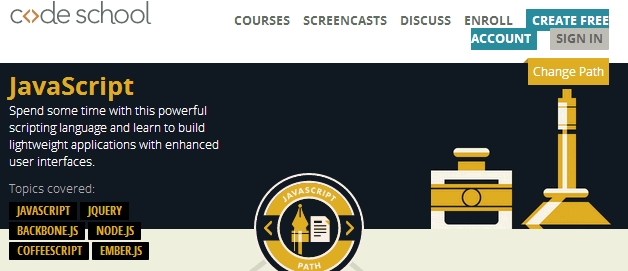 code school
COURSES SCREENCASTS DISCUSS ENROLL CREATE FREE
ACCOUNT SIGN IN
Change Path
JavaScript
Spend some time with this powerful
scripting language and learn to build
lightweight applications with enhanced
user interfaces.
Topics covered:
JAVASCRIPT JQUERY
BACKBONE.JS NODE.JS
COFFEESCRIPT EMBER.JS
JAVASCRIPT
PATH